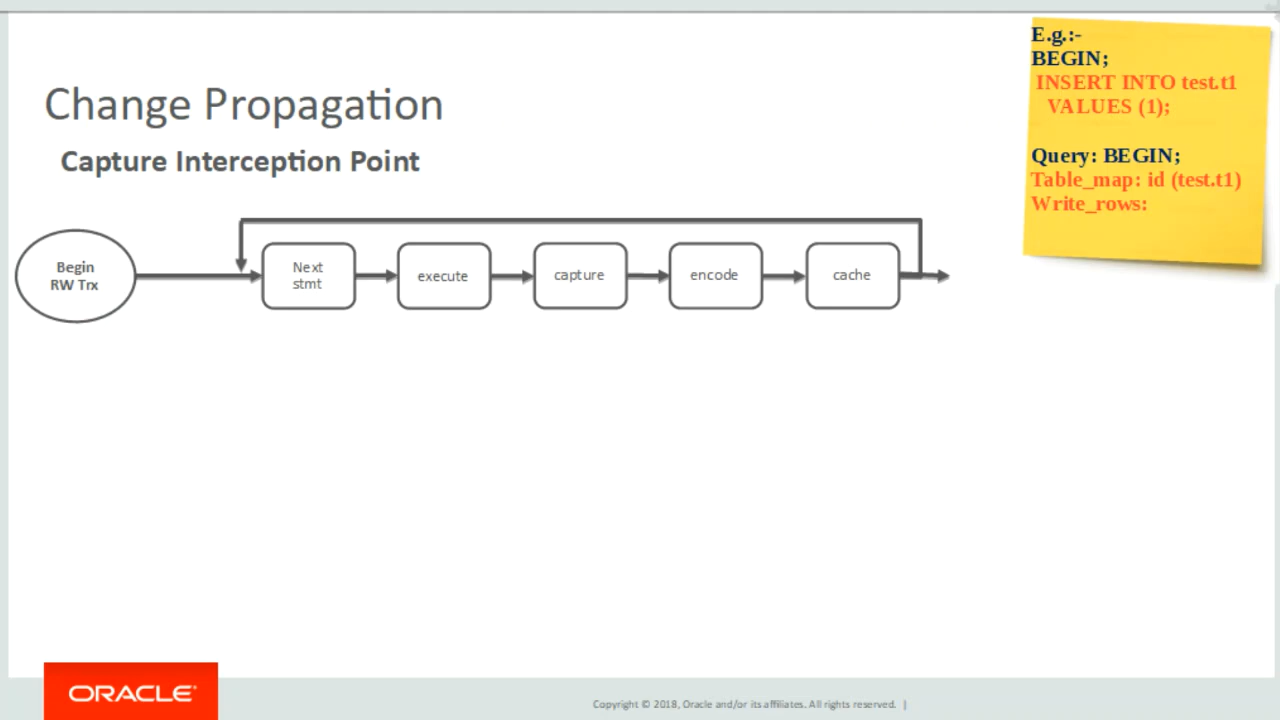 Change Propagation
Capture Interception Point
E.g.:-
BEGIN;
INSERT INTO test.t1
VALUES (1);
Query: BEGIN;
Table_map: id (test.t1)
Write_rows:
Begin
RW Trx
Next
stmt
execute
capture
encode
cache
ORACLE
Copyright © 2018, Oracle and/or its affiliates. All rights reserved. |